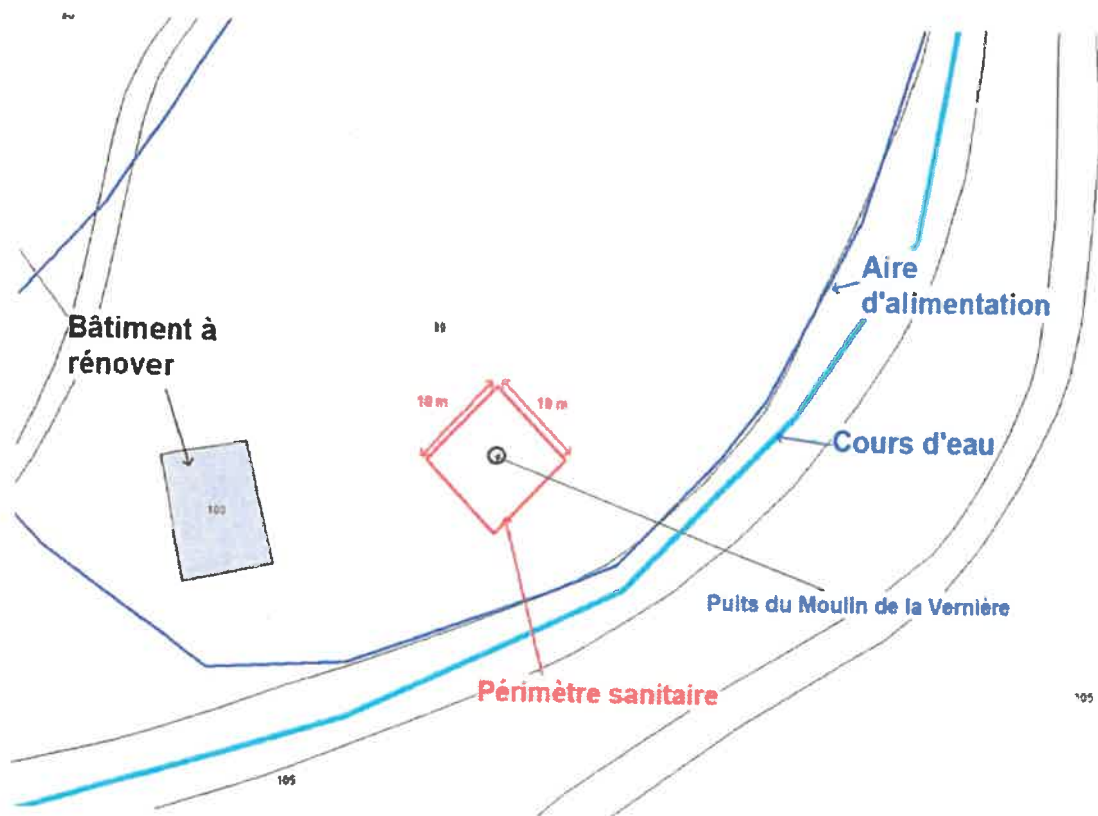 Aire
d'alimentation
Bâtiment à
rénover
10 m
10 m
Cours d'eau
Puits du Moulin de la Vernière
Périmètre sanitaire
105
105